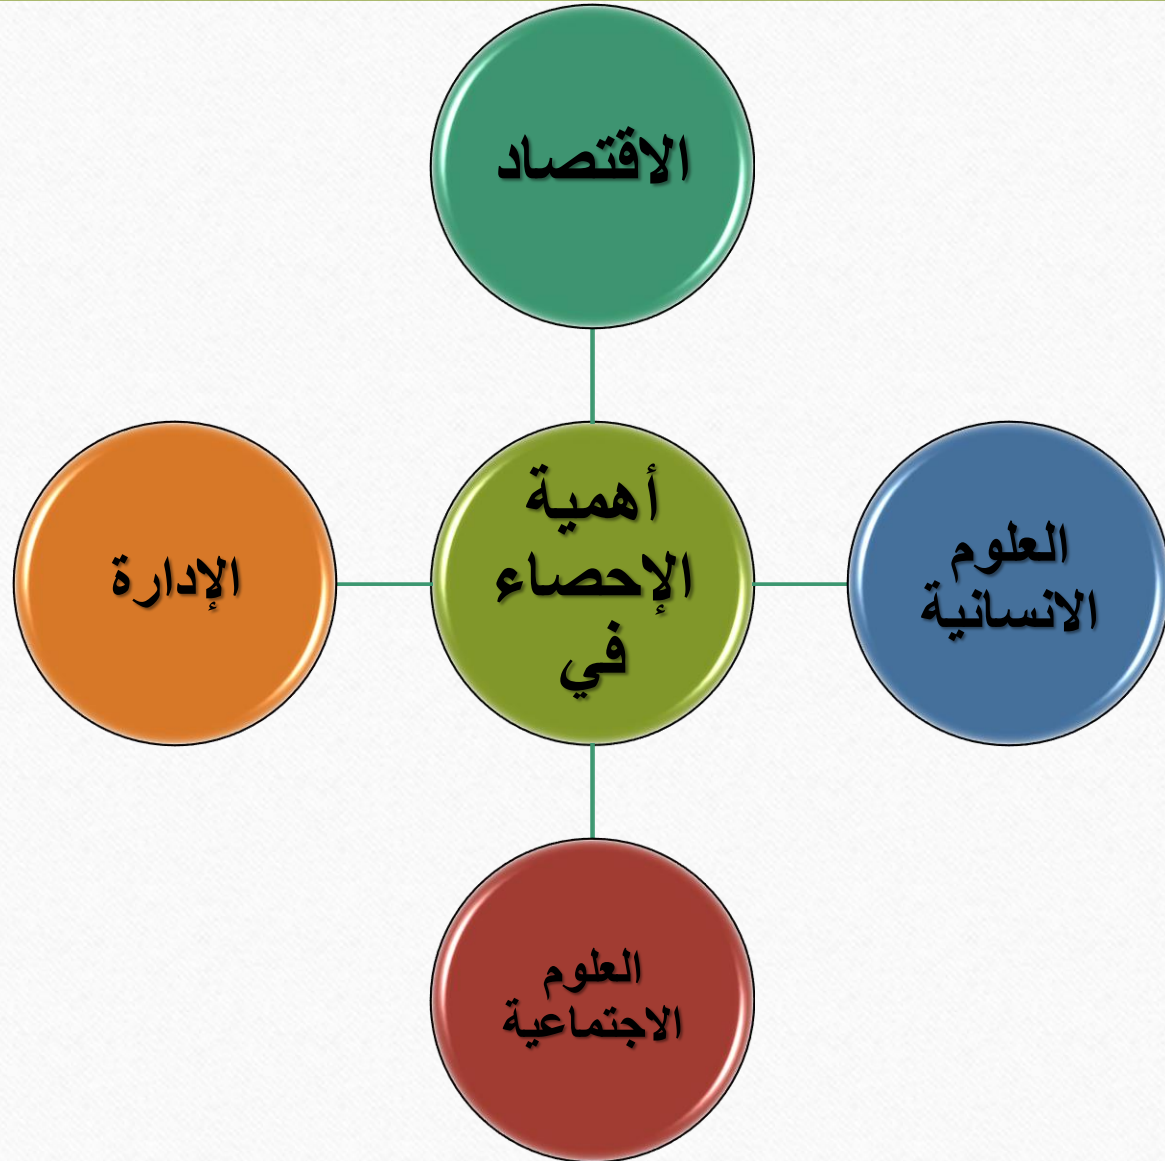 الاقتصاد
أهمية
الإحصاء
في
العلوم
الانسانية
الإدارة
العلوم
الاجتماعية